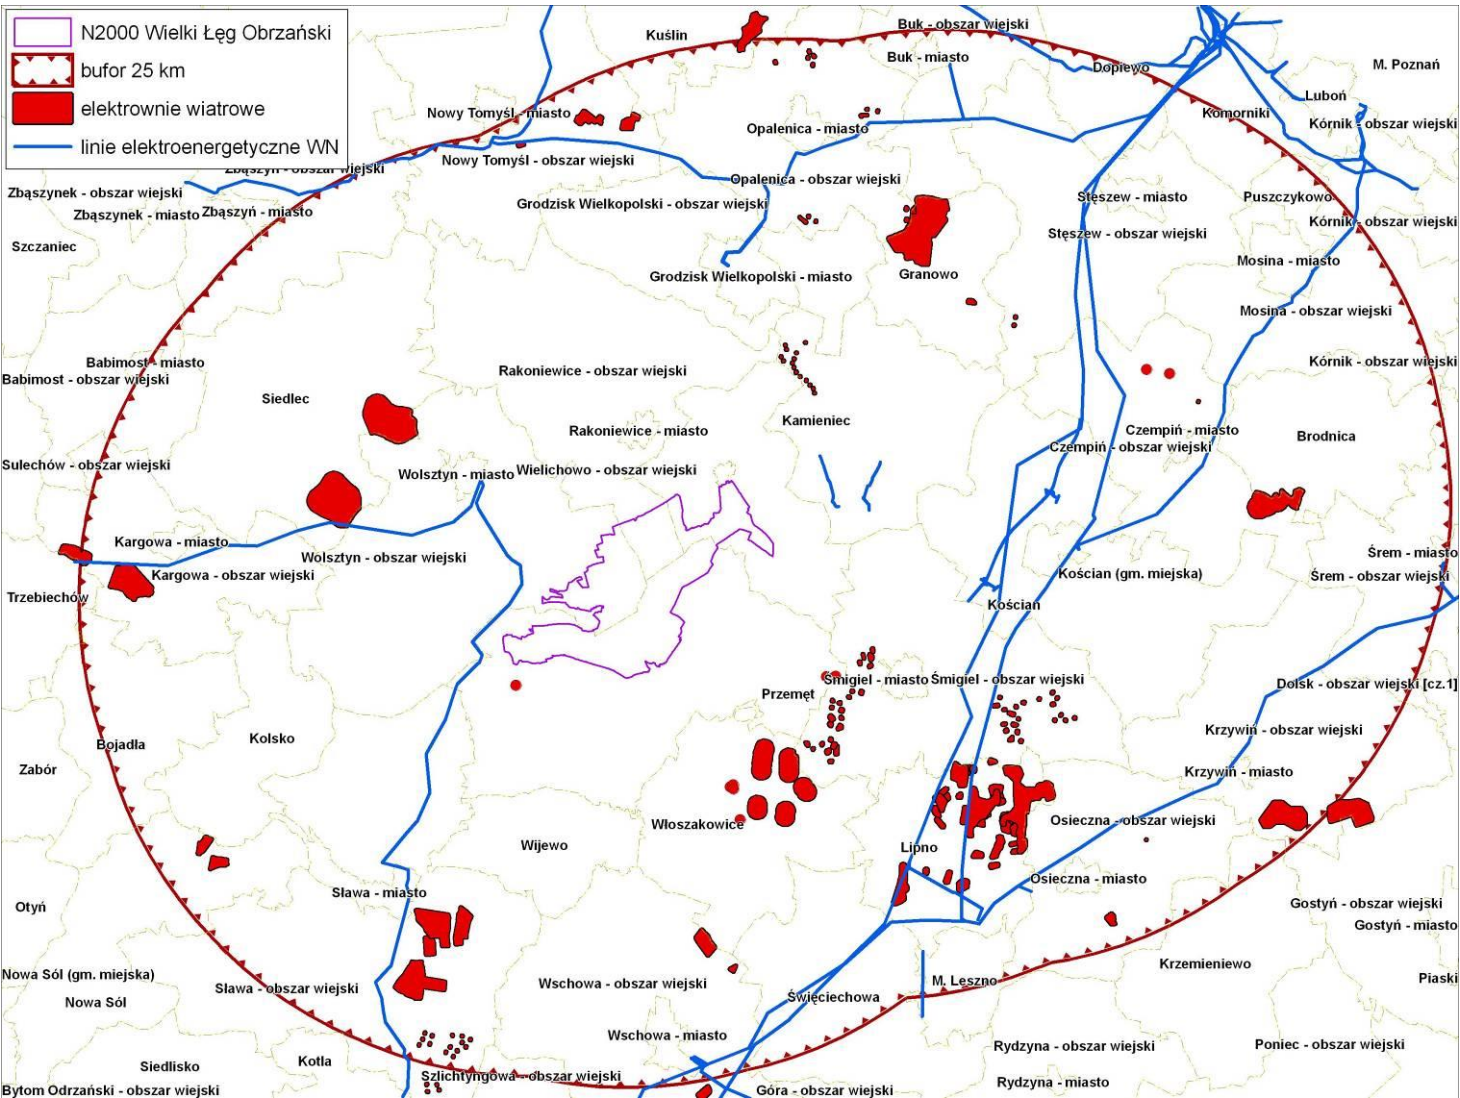 N2000 Wielki Łęg Obrzański
bufor 25 km
elektrownie wiatrowe
linie elektroenergetyczne WN
Kuślin
Buk - obszar wiejski
Buk - miasto
Dopiewo
M. Poznań
Luboń
Komorniki
Kórnik - obszar wiejski
Nowy Tomyśl - miasto
Opalenica - miasto
Nowy Tomyśl - obszar wiejski
Zbąszyń - obszar wiejski
Opalenica - obszar wiejski
Zbąszynek - obszar wiejski
Zbąszynek - miasto
Zbąszyń - miasto
Grodzisk Wielkopolski - obszar wiejski
Stęszew - miasto
Puszczykowo
Kórnik - obszar wiejski
Szczaniec
Stęszew - obszar wiejski
Mosina - miasto
Grodzisk Wielkopolski - miasto
Granowo
Mosina - obszar wiejski
Babimost - miasto
Babimost - obszar wiejski
Rakoniewice - obszar wiejski
Kórnik - obszar wiejski
Siedlec
Kamieniec
Rakoniewice - miasto
Czempiń - miasto
Czempiń - obszar wiejski
Brodnica
Sulechów - obszar wiejski
Wolsztyn - miasto
Wielichowo - obszar wiejski
Kargowa - miasto
Wolsztyn - obszar wiejski
Kargowa - obszar wiejski
Kościan (gm. miejska)
Śrem - miasto
Śrem - obszar wiejski
Trzebiechów
Kościan
Przemęt
Śmigiel - miasto
Śmigiel - obszar wiejski
Dolsk - obszar wiejski [cz.1]
Bojadła
Kolsko
Krzywiń - obszar wiejski
Zabór
Krzywiń - miasto
Włoszakowice
Osieczna - obszar wiejski
Wijewo
Lipno
Sława - miasto
Osieczna - miasto
Otyń
Gostyń - obszar wiejski
Gostyń - miasto
Nowa Sól (gm. miejska)
Nowa Sól
Sława - obszar wiejski
Wschowa - obszar wiejski
Święciechowa
M. Leszno
Krzemieniewo
Piaski
Wschowa - miasto
Rydzyna - obszar wiejski
Poniec - obszar wiejski
Siedlisko
Kotla
Szlichtyngowa - obszar wiejski
Bytom Odrzański - obszar wiejski
Góra - obszar wiejski
Rydzyna - miasto